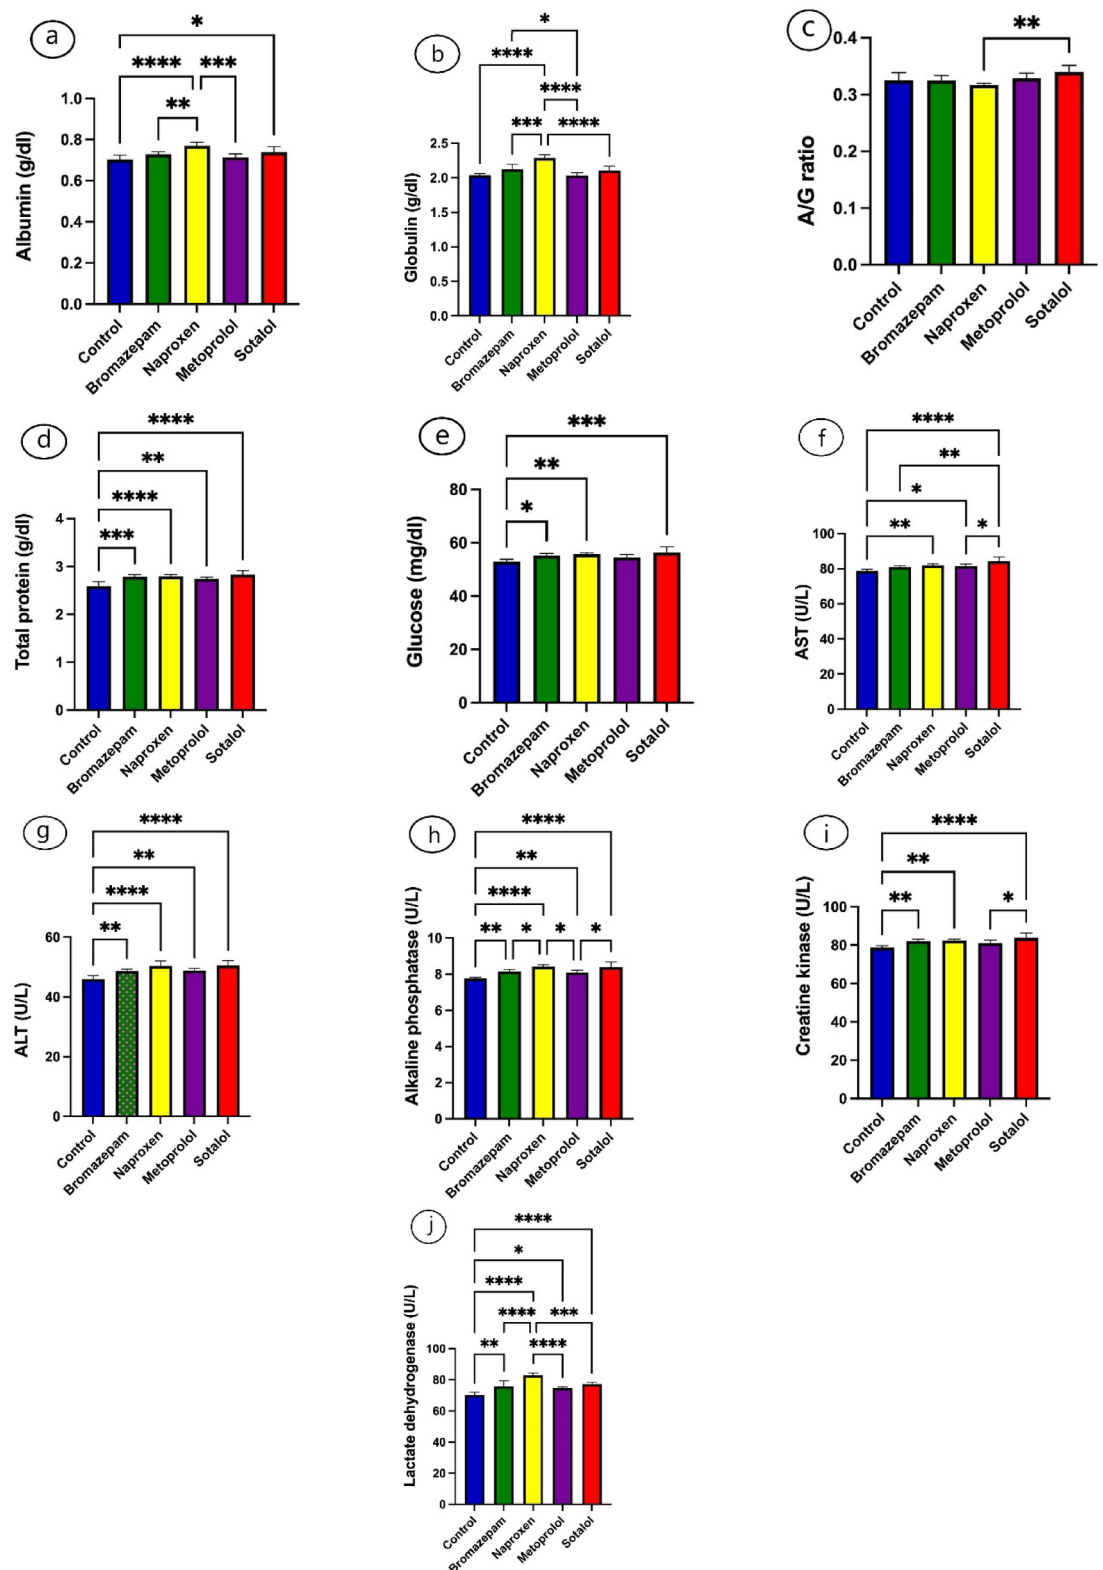 a
*
****
***
**
1.0
0.8
0.6
0.4
0.2
0.0
Albumin (g/dl)
Control
Bromazepam
Naproxen
Metoprolol
Sotalol
b
*
****
****
***
****
2.5
2.0
1.5
1.0
0.5
0.0
Globulin (g/dl)
Control
Bromazepam
Naproxen
Metoprolol
Sotalol
c
**
0.4
0.3
0.2
0.1
0.0
A/G ratio
Control
Bromazepam
Naproxen
Metoprolol
Sotalol
d
****
**
****
***
4
3
2
1
0
Total protein (g/dl)
Control
Bromazepam
Naproxen
Metoprolol
Sotalol
e
***
**
*
80
60
40
20
0
Glucose (mg/dl)
Control
Bromazepam
Naproxen
Metoprolol
Sotalol
f
****
**
*
**
*
100
80
60
40
20
0
AST (U/L)
Control
Bromazepam
Naproxen
Metoprolol
Sotalol
g
****
**
****
**
60
40
20
0
ALT (U/L)
Control
Bromazepam
Naproxen
Metoprolol
Sotalol
h
****
**
****
**
*
*
*
10
8
6
4
2
0
Alkaline phosphatase (U/L)
Control
Bromazepam
Naproxen
Metoprolol
Sotalol
i
****
**
**
*
100
80
60
40
20
0
Creatine kinase (U/L)
Control
Bromazepam
Naproxen
Metoprolol
Sotalol
j
****
*
****
****
***
**
****
100
80
60
40
20
0
Lactate dehydrogenase (U/L)
Control
Bromazepam
Naproxen
Metoprolol
Sotalol